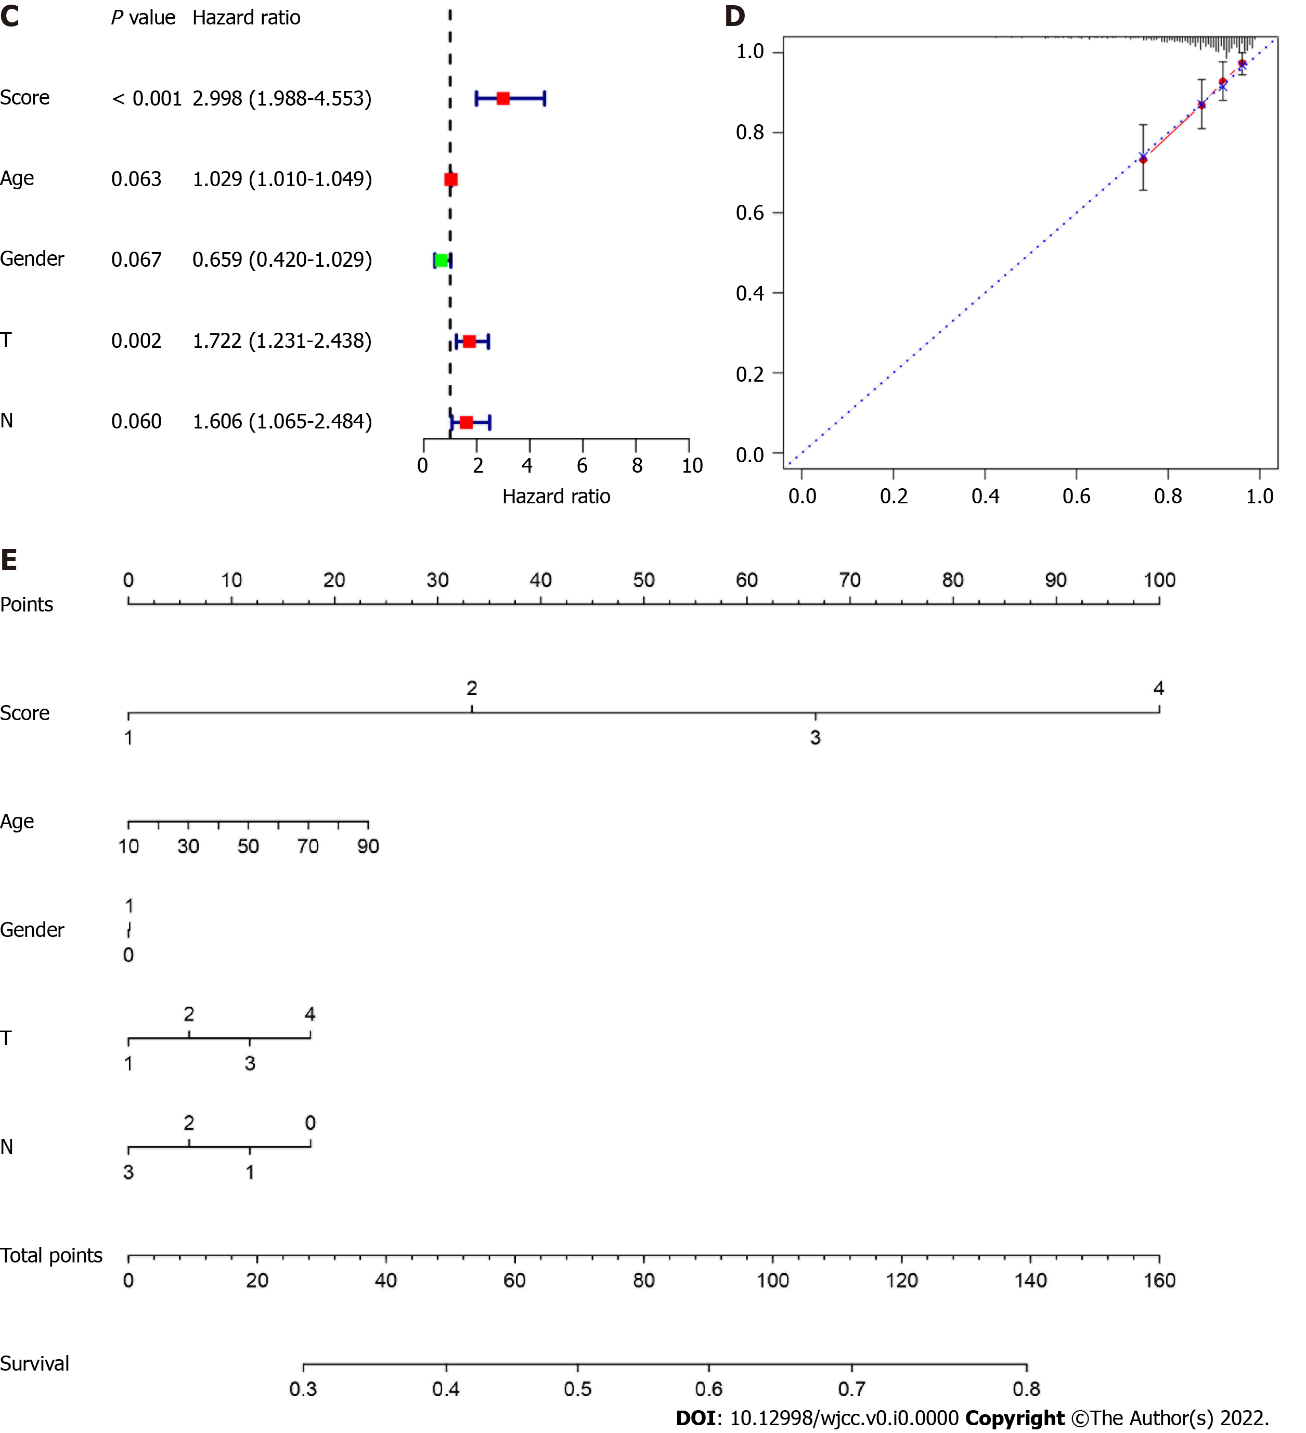 C
P value Hazard ratio
Score < 0.001 2.998 (1.988-4.553)
Age 0.063 1.029 (1.010-1.049)
Gender 0.067 0.659 (0.420-1.029)
T 0.002 1.722 (1.231-2.438)
N 0.060 1.606 (1.065-2.484)
0 2 4 6 8 10
Hazard ratio
D
1.0
0.8
0.6
0.4
0.2
0.0
0.0 0.2 0.4 0.6 0.8 1.0
E
0 10 20 30 40 50 60 70 80 90 100
Points
2 4
Score
1 3
Age
10 30 50 70 90
1
Gender
0
2 4
T
1 3
2 0
N
3 1
Total points
0 20 40 60 80 100 120 140 160
Survival
0.3 0.4 0.5 0.6 0.7 0.8
DOI: 10.12998/wjcc.v0.i0.0000 Copyright ©The Author(s) 2022.